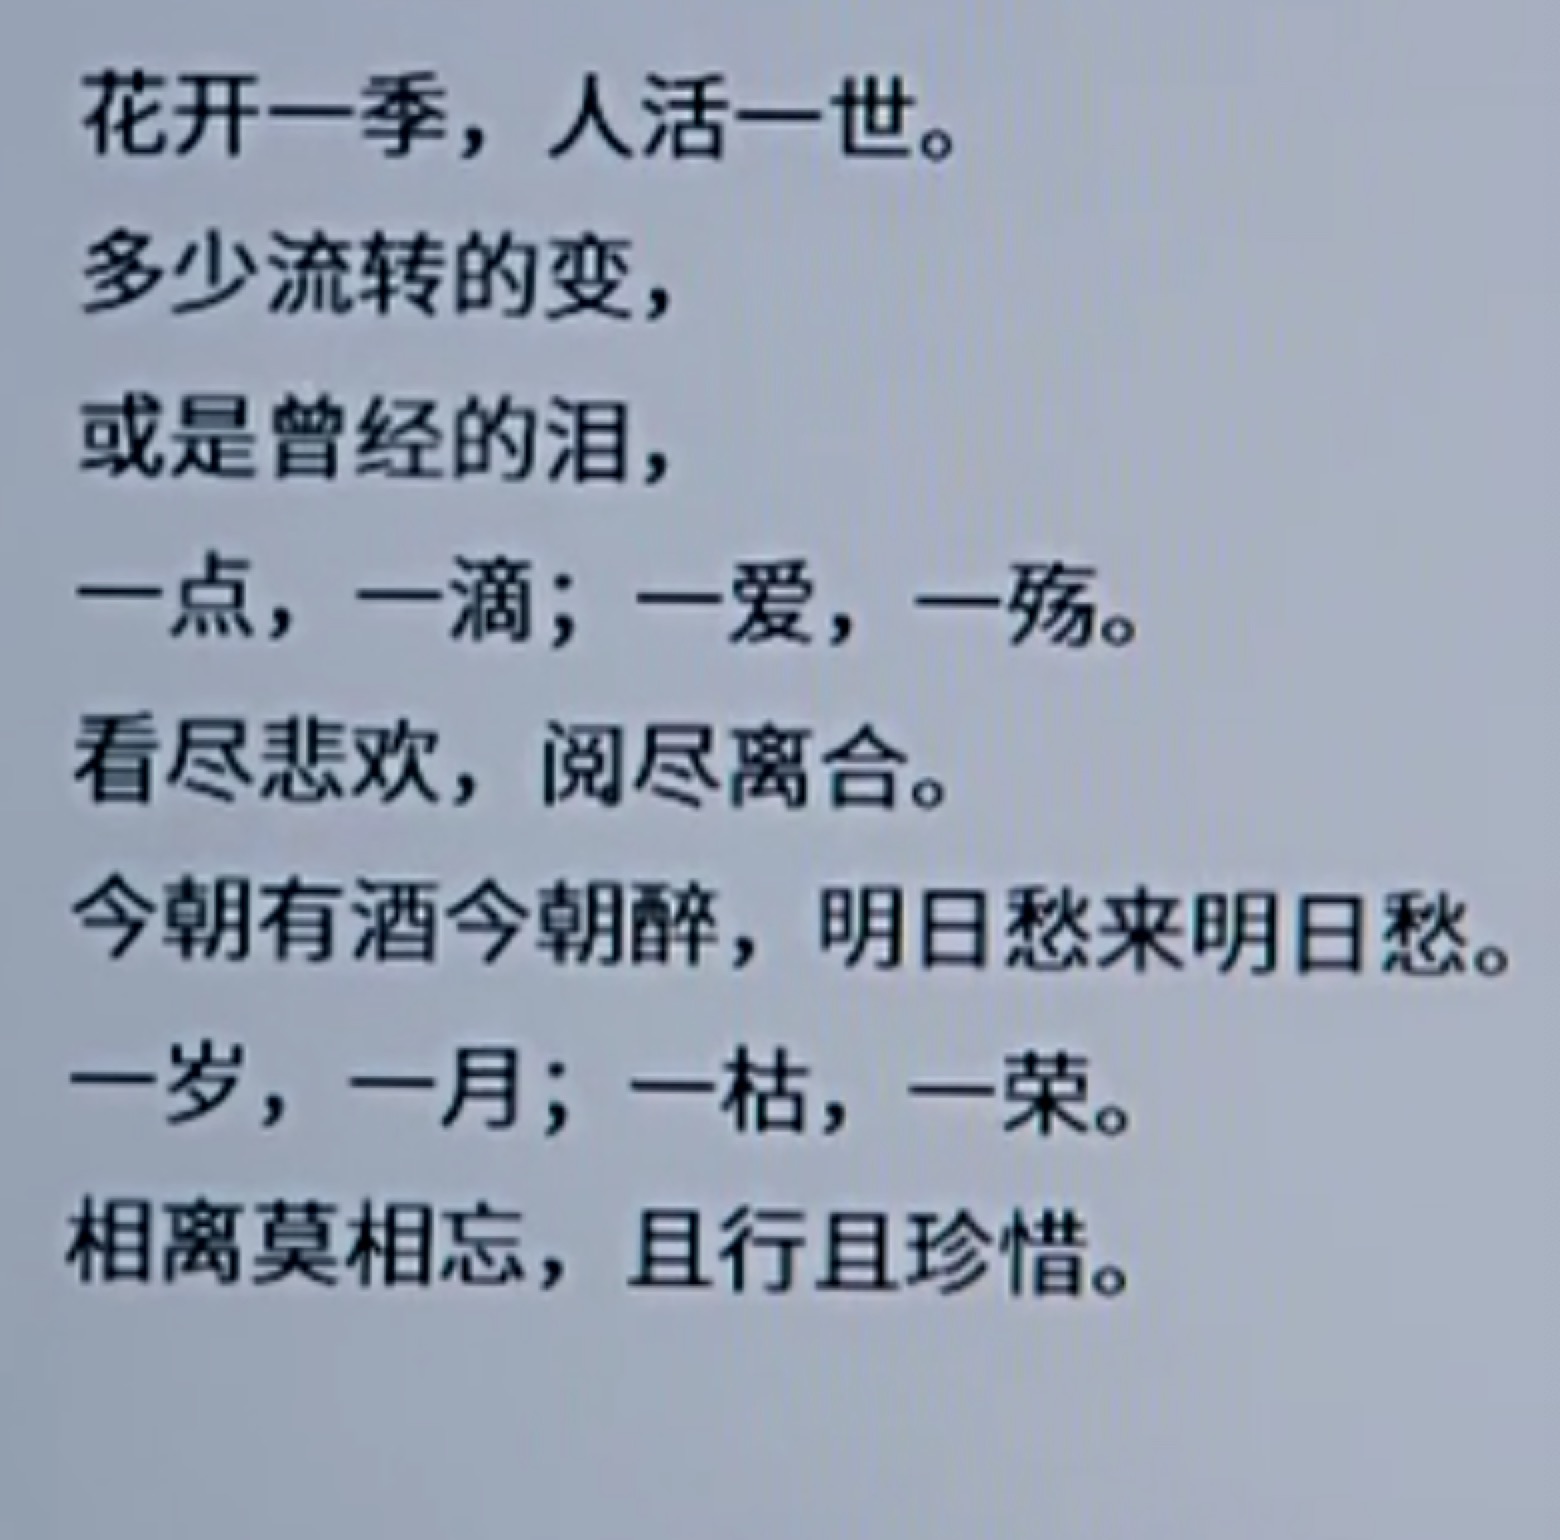 花开一季，人活一世。
多少流转的变，
或是曾经的泪，
一点，一滴；一爱，一殇。
看尽悲欢，阅尽离合。
今朝有酒今朝醉，明日愁来明日愁。
一岁，一月；一枯，一荣。
相离莫相忘，且行且珍惜。